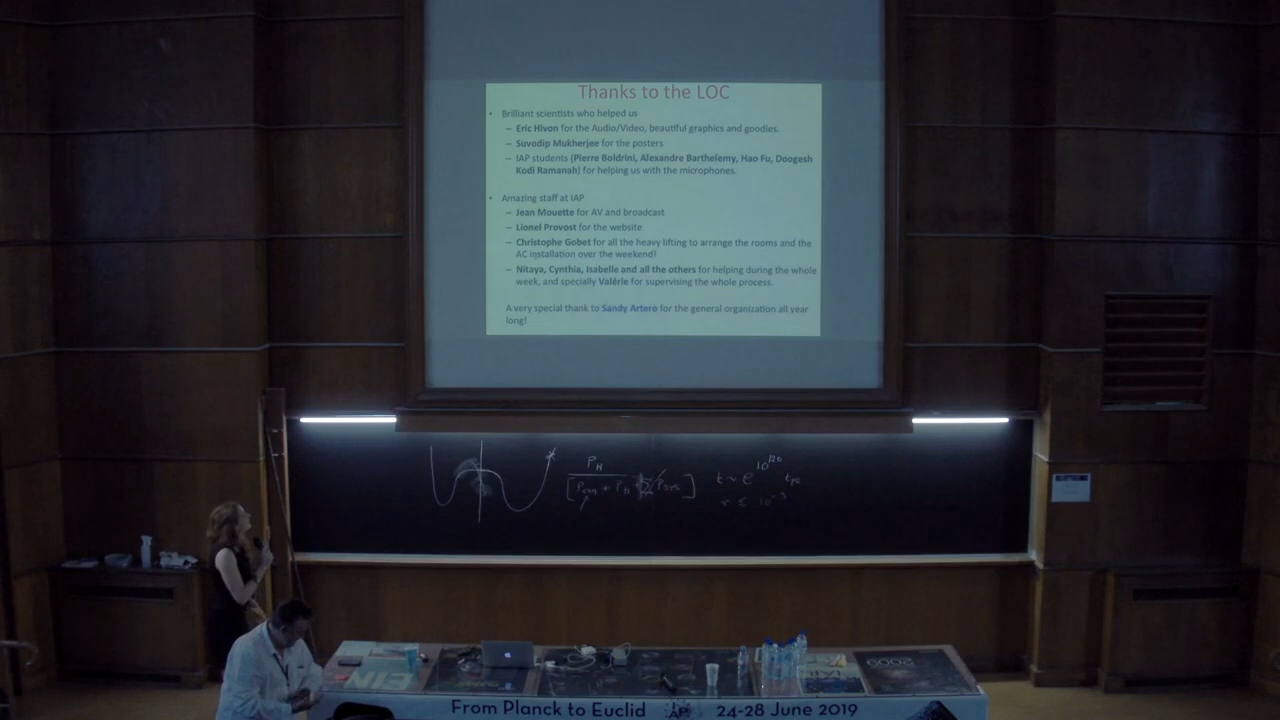 Thanks to the LOC
• Brilliant scientists who helped us
– Eric Hivon for the Audio/Video, beautiful graphics and goodies.
– Suvodip Mukherjee for the posters
– IAP students (Pierre Boldrini, Alexandre Barthelemy, Hao Fu, Doogesh
Kodi Ramanah) for helping us with the microphones.
• Amazing staff at IAP
– Jean Mouette for AV and broadcast
– Lionel Provost for the website
– Christophe Gobet for all the heavy lifting to arrange the rooms and the
AC installation over the weekend!
– Nitaya, Cynthia, Isabelle and all the others for helping during the whole
week, and specially Valérie for supervising the whole process.
A very special thank to Sandy Artero for the general organization all year
long!
P_H
t ~ e^10^120
r ≤ 10^-3
2009
From Planck to Euclid 24-28 June 2019